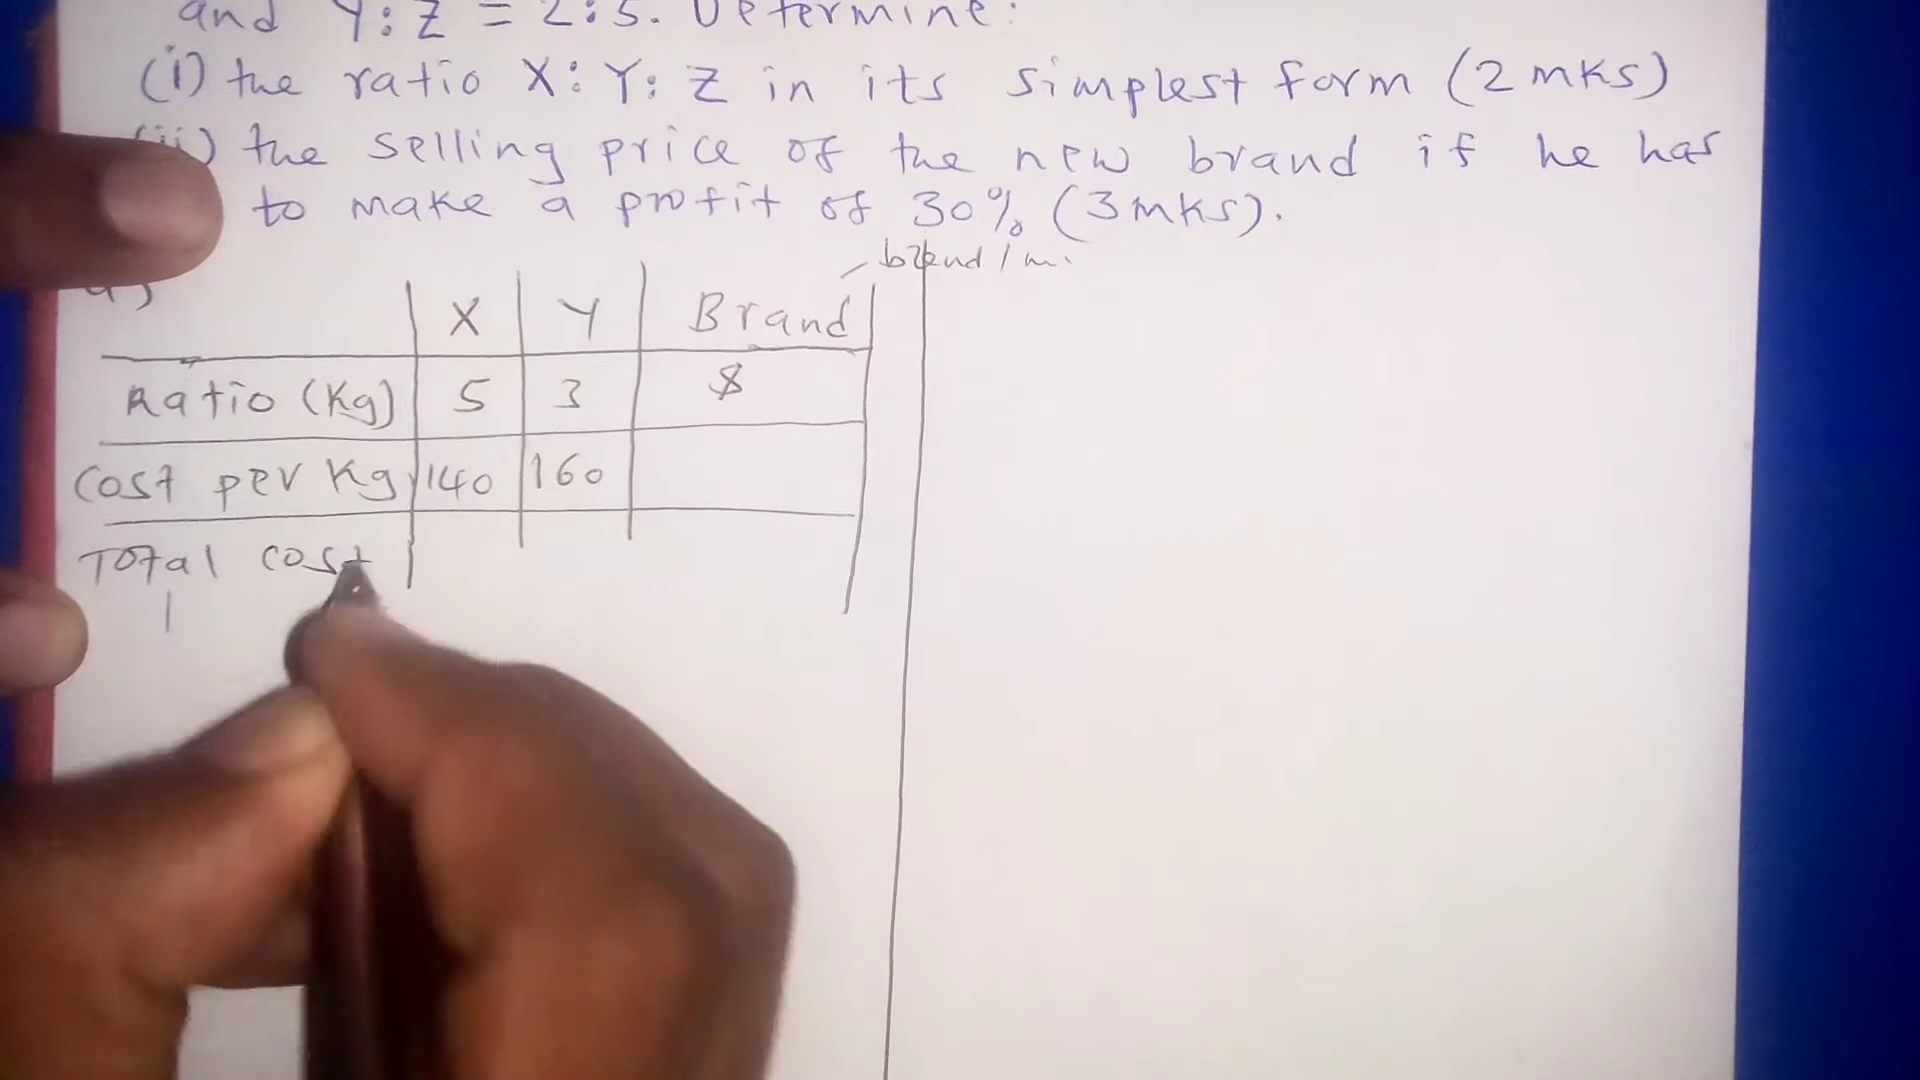 and Y:Z = 2:5. Determine:
(i) the ratio X:Y:Z in its simplest form (2mks)
(ii) the selling price of the new brand if he has
to make a profit of 30% (3mks).
X Y Brand
Ratio (kg) 5 3 8
Cost per kg 140 160
Total cost